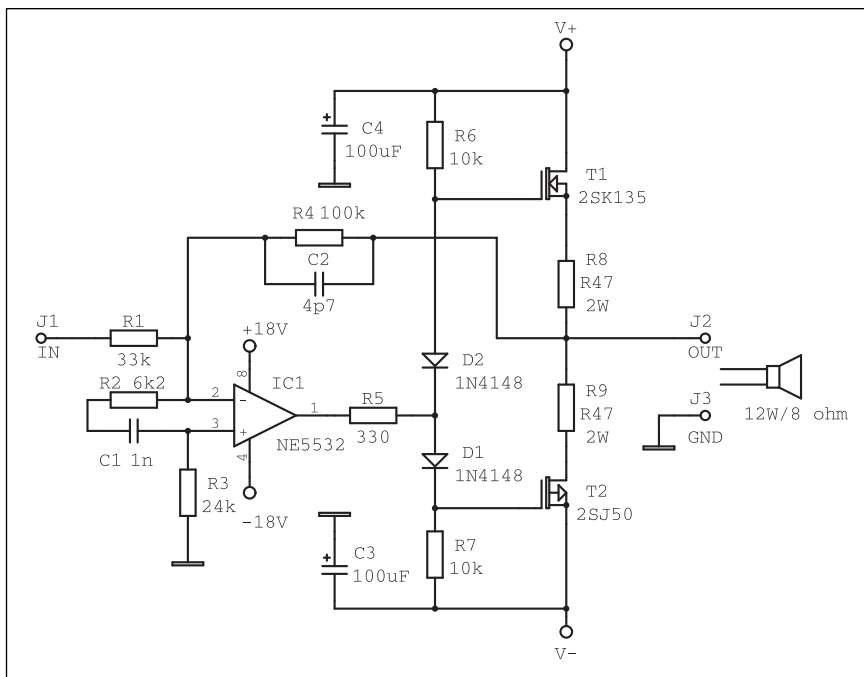 V+
C4
100uF
R6
10k
T1
2SK135
R4 100k
C2
4p7
R8
R47
2W
J1
IN
R1
33k
+18V
J2
OUT
R2 6k2
8
IC1
2
-
3
+
1
4
NE5532
R5
330
D2
1N4148
R9
R47
2W
J3
GND
12W/8 ohm
C1 1n
R3
24k
-18V
D1
1N4148
T2
2SJ50
+
C3
100uF
R7
10k
+
V-